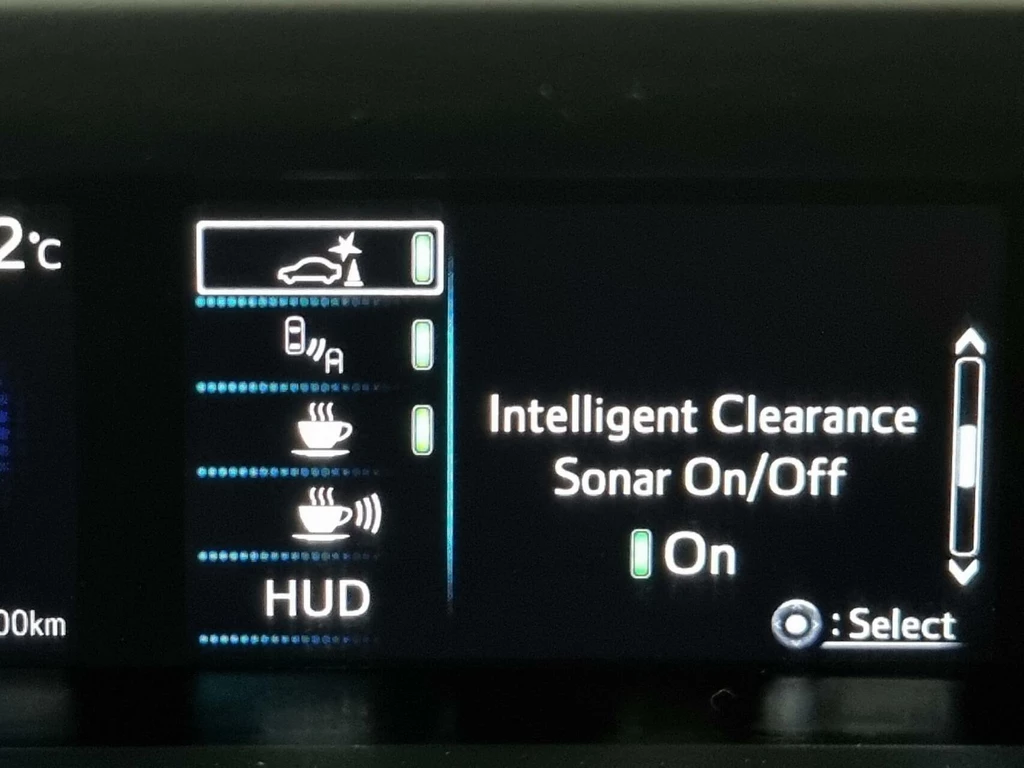 2°C
Intelligent Clearance
Sonar On/Off
On
HUD
00km
: Select